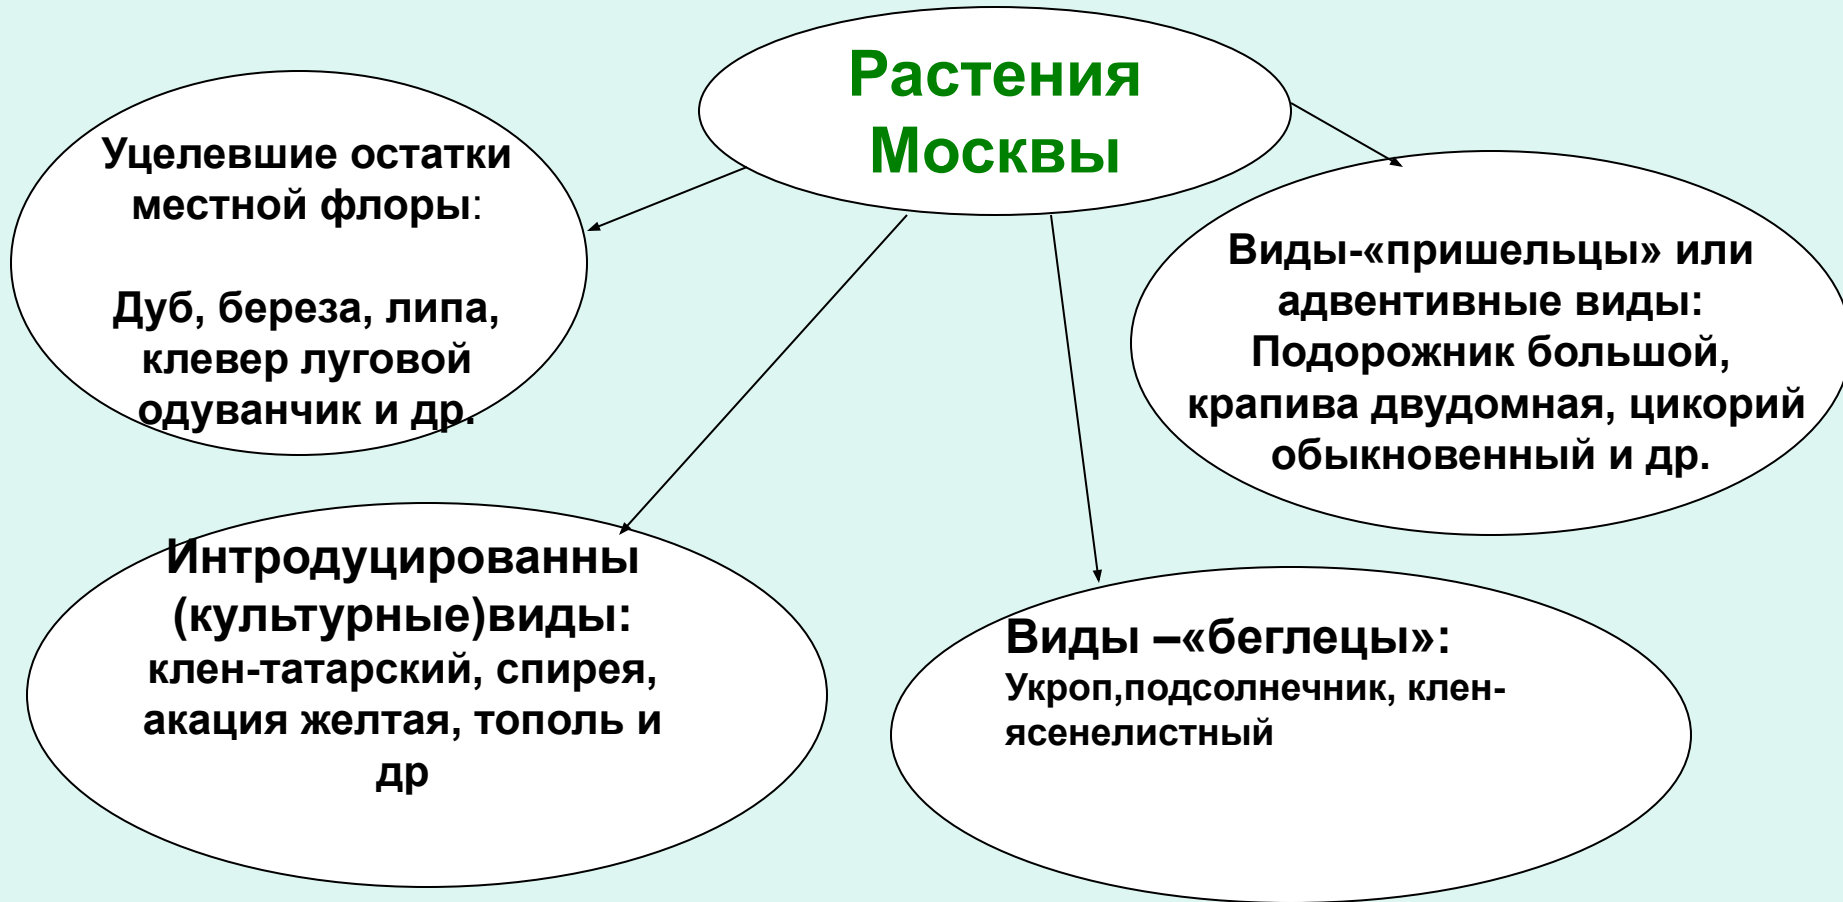 Растения
Москвы
Уцелевшие остатки
местной флоры:
Дуб, береза, липа,
клевер луговой
одуванчик и др.
Виды-«пришельцы» или
адвентивные виды:
Подорожник большой,
крапива двудомная, цикорий
обыкновенный и др.
Интродуцированны
(культурные)виды:
клен-татарский, спирея,
акация желтая, тополь и
др
Виды –«беглецы»:
Укроп,подсолнечник, клен-
ясенелистный